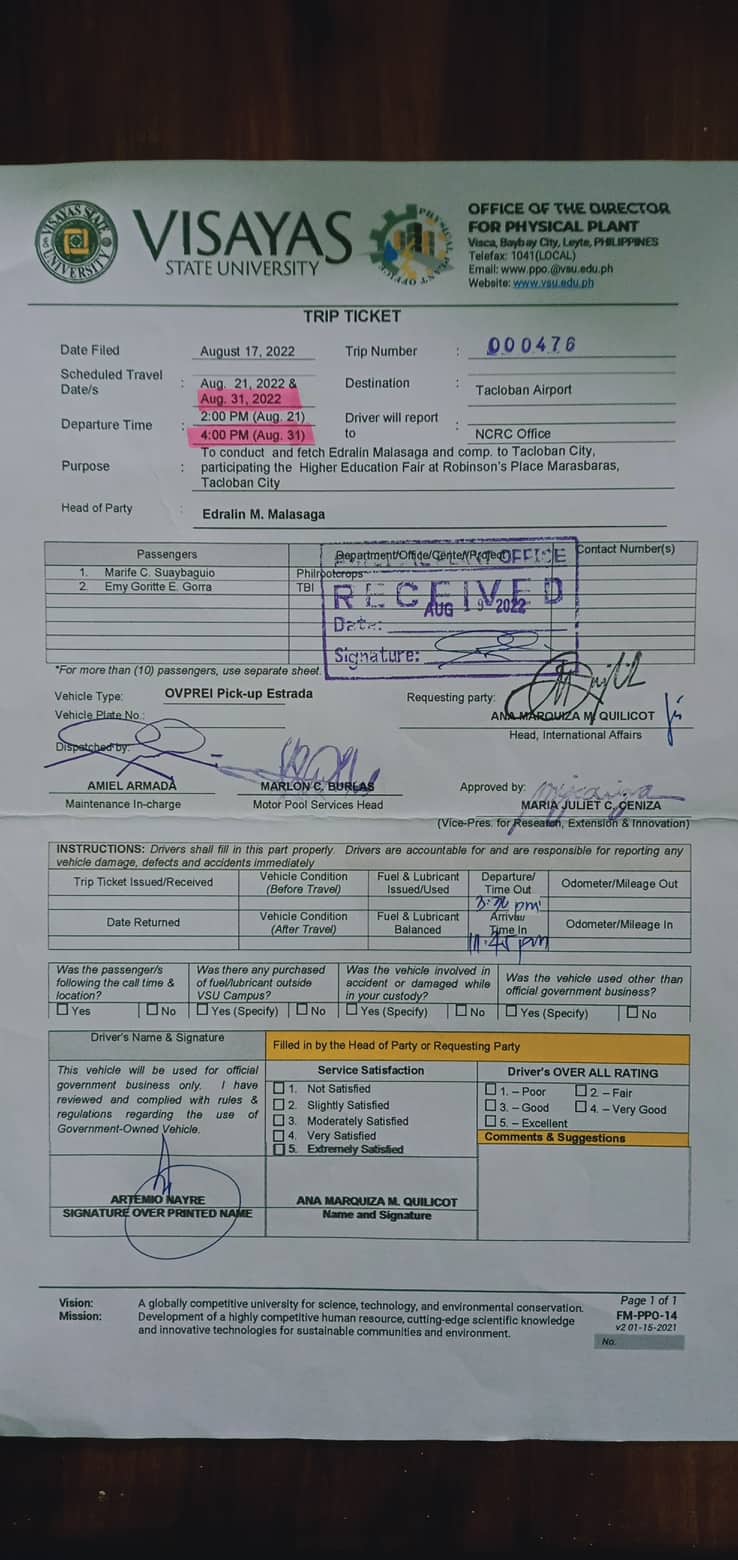 VISAYAS STATE UNIVERSITY
VISAYAS
STATE UNIVERSITY
PHYSICAL PLANT OFFICE
OFFICE OF THE DIRECTOR
FOR PHYSICAL PLANT
Visca, Baybay City, Leyte, PHILIPPINES
Telefax: 1041(LOCAL)
Email: www.ppo.@vsu.edu.ph
Website: www.vsu.edu.ph
TRIP TICKET
Date Filed August 17, 2022 Trip Number : 000476
Scheduled Travel Date/s : Aug. 21, 2022 & Aug. 31, 2022 Destination : Tacloban Airport
Departure Time : 2:00 PM (Aug. 21) 4:00 PM (Aug. 31) Driver will report to : NCRC Office
Purpose : To conduct and fetch Edralin Malasaga and comp. to Tacloban City,
participating the Higher Education Fair at Robinson's Place Marasbaras,
Tacloban City
Head of Party : Edralin M. Malasaga
Passengers Department/Office/Center/Project Contact Number(s)
1. Marife C. Suaybaguio Philrootcrops
2. Emy Goritte E. Gorra TBI
OFFICE
RECEIVED
AUG 19 2022
Date:
Signature:
*For more than (10) passengers, use separate sheet.
Vehicle Type: OVPREI Pick-up Estrada Requesting party:
Vehicle Plate No.: ANA MARQUIZA M. QUILICOT
Head, International Affairs
Dispatched by:
AMIEL ARMADA MARLON C. BURLAS Approved by:
Maintenance In-charge Motor Pool Services Head MARIA JULIET C. CENIZA
(Vice-Pres. for Research, Extension & Innovation)
INSTRUCTIONS: Drivers shall fill in this part properly. Drivers are accountable and are responsible for reporting any
vehicle damage, defects and accidents immediately
Trip Ticket Issued/Received Vehicle Condition (Before Travel) Fuel & Lubricant Issued/Used Departure/ Time Out Odometer/Mileage Out
pm
Date Returned Vehicle Condition (After Travel) Fuel & Lubricant Balanced Arrival/ Time In Odometer/Mileage In
11:45 pm
Was the passenger/s following the call time & location? Was there any purchased of fuel/lubricant outside VSU Campus? Was the vehicle involved in accident or damaged while in your custody? Was the vehicle used other than official government business?
Yes No Yes (Specify) No Yes (Specify) No Yes (Specify) No
Driver's Name & Signature Filled in by the Head of Party or Requesting Party
This vehicle will be used for official
government business only. I have
reviewed and complied with rules &
regulations regarding the use of
Government-Owned Vehicle.
Service Satisfaction
1. Not Satisfied
2. Slightly Satisfied
3. Moderately Satisfied
4. Very Satisfied
5. Extremely Satisfied
Driver's OVER ALL RATING
1. – Poor 2. – Fair
3. – Good 4. – Very Good
5. – Excellent
Comments & Suggestions
ARTEMIO NAYRE
SIGNATURE OVER PRINTED NAME
ANA MARQUIZA M. QUILICOT
Name and Signature
Vision: A globally competitive university for science, technology, and environmental conservation.
Mission: Development of a highly competitive human resource, cutting-edge scientific knowledge
and innovative technologies for sustainable communities and environment.
Page 1 of 1
FM-PPO-14
v2 01-15-2021
No.